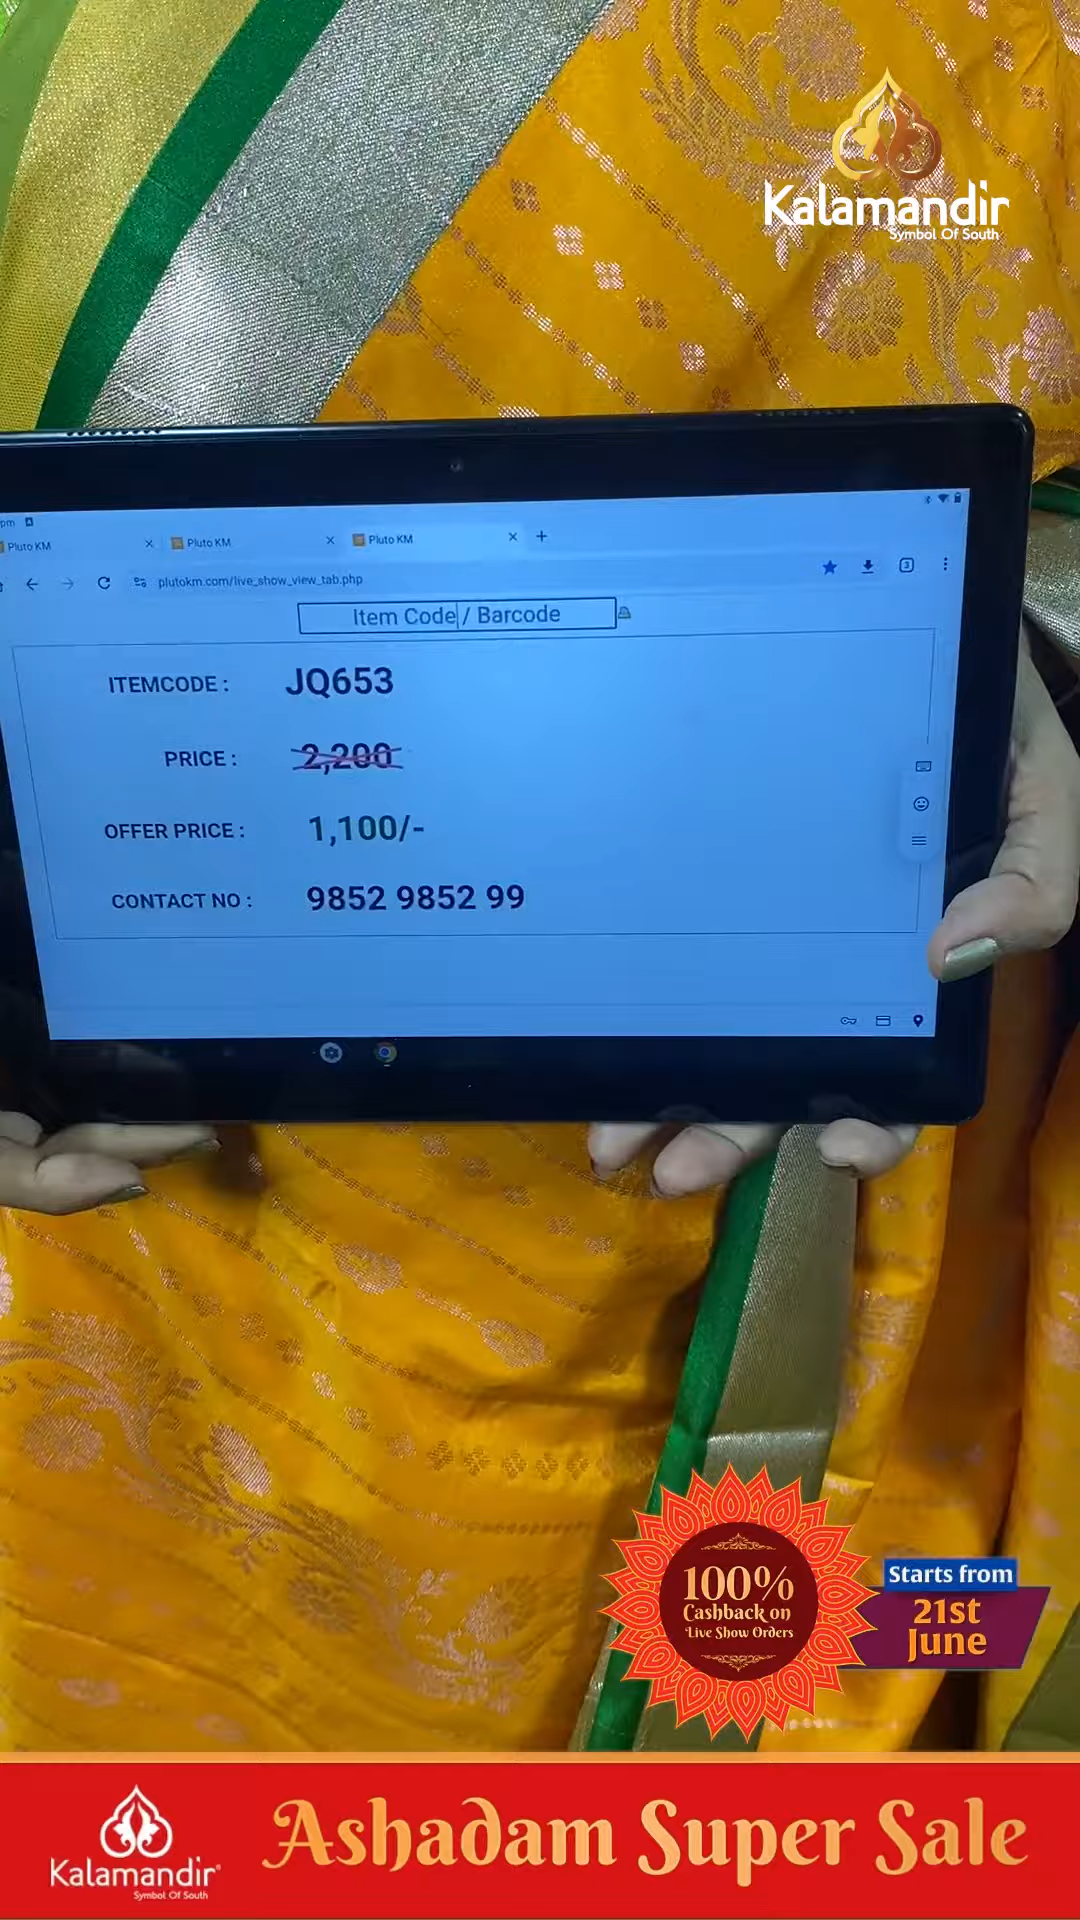 Kalamandir
Symbol Of South
pm
Pluto KM
Pluto KM
Pluto KM
plutokm.com/live_show_view_tab.php
3
Item Code / Barcode
ITEMCODE : JQ653
PRICE : 2,200
OFFER PRICE : 1,100/-
CONTACT NO : 9852 9852 99
100%
Cashback on
Live Show Orders
Starts from
21st
June
Kalamandir
Symbol Of South
Ashadam Super Sale